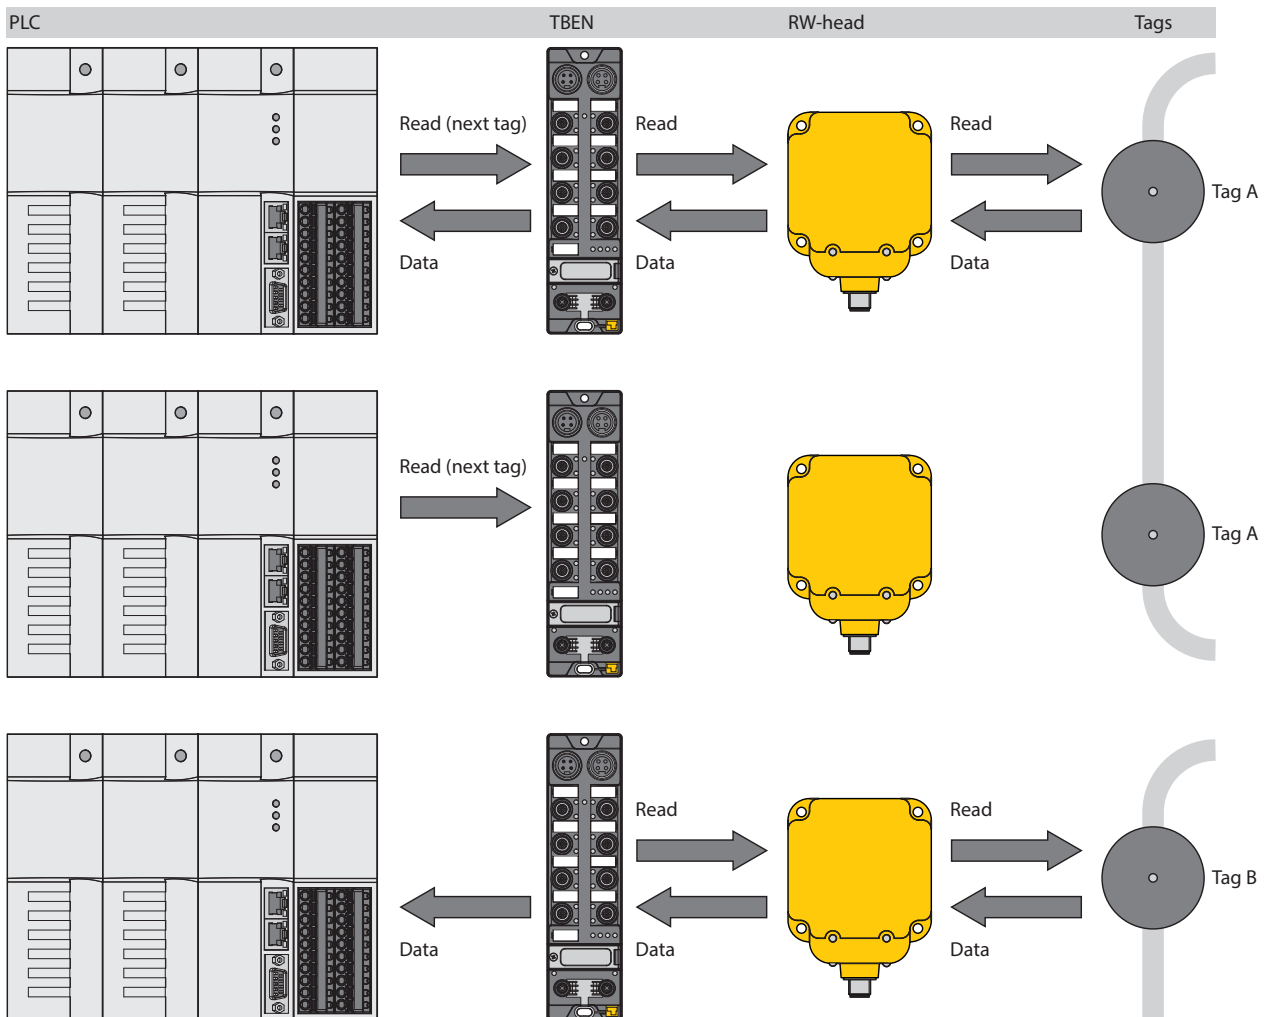 PLC TBEN RW-head Tags
Read (next tag) Read Read
Tag A
Data Data Data
Read (next tag)
Tag A
Read Read
Tag B
Data Data Data